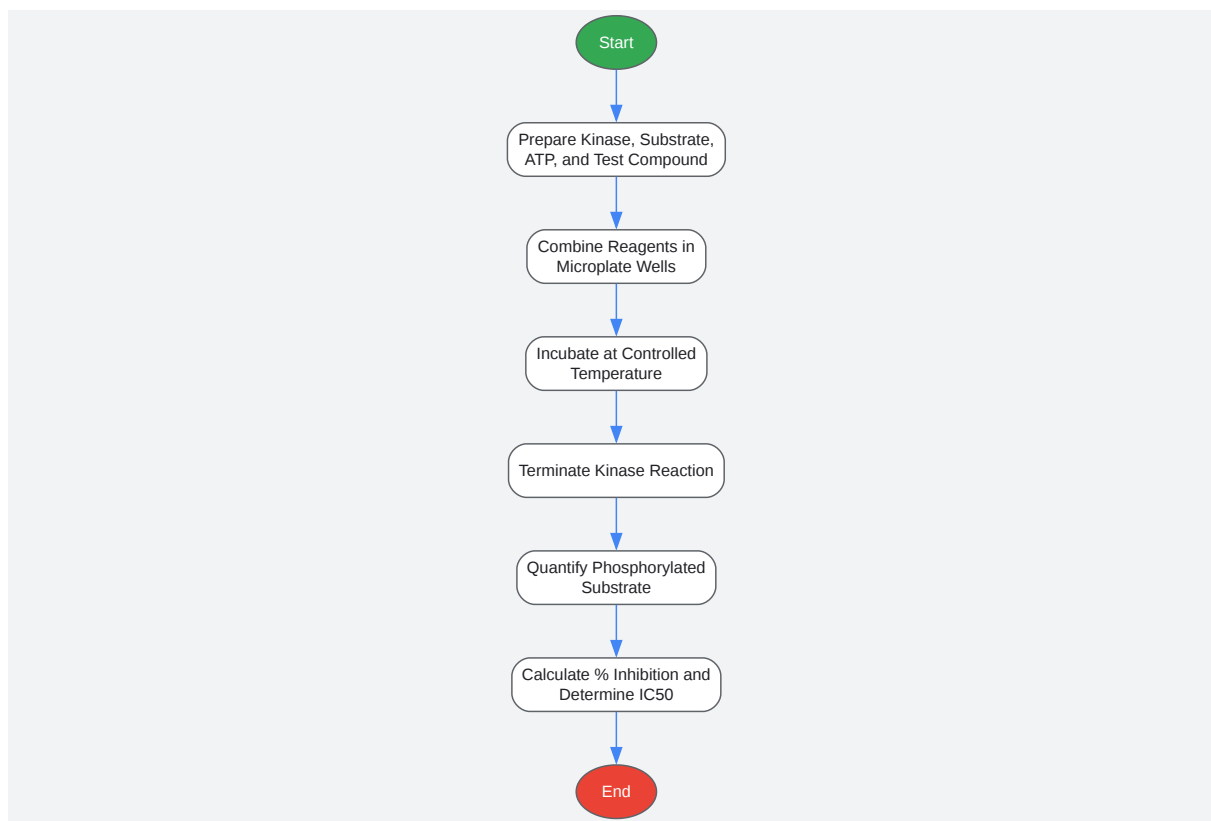 Start
Prepare Kinase, Substrate,
ATP, and Test Compound
Combine Reagents in
Microplate Wells
Incubate at Controlled
Temperature
Terminate Kinase Reaction
Quantify Phosphorylated
Substrate
Calculate % Inhibition and
Determine IC50
End